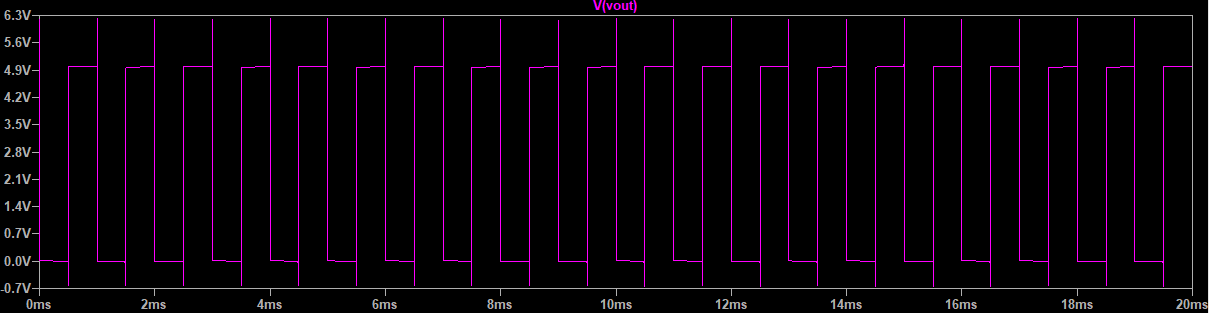 V(vout)
6.3V
5.6V
4.9V
4.2V
3.5V
2.8V
2.1V
1.4V
0.7V
0.0V
-0.7V
0ms 2ms 4ms 6ms 8ms 10ms 12ms 14ms 16ms 18ms 20ms